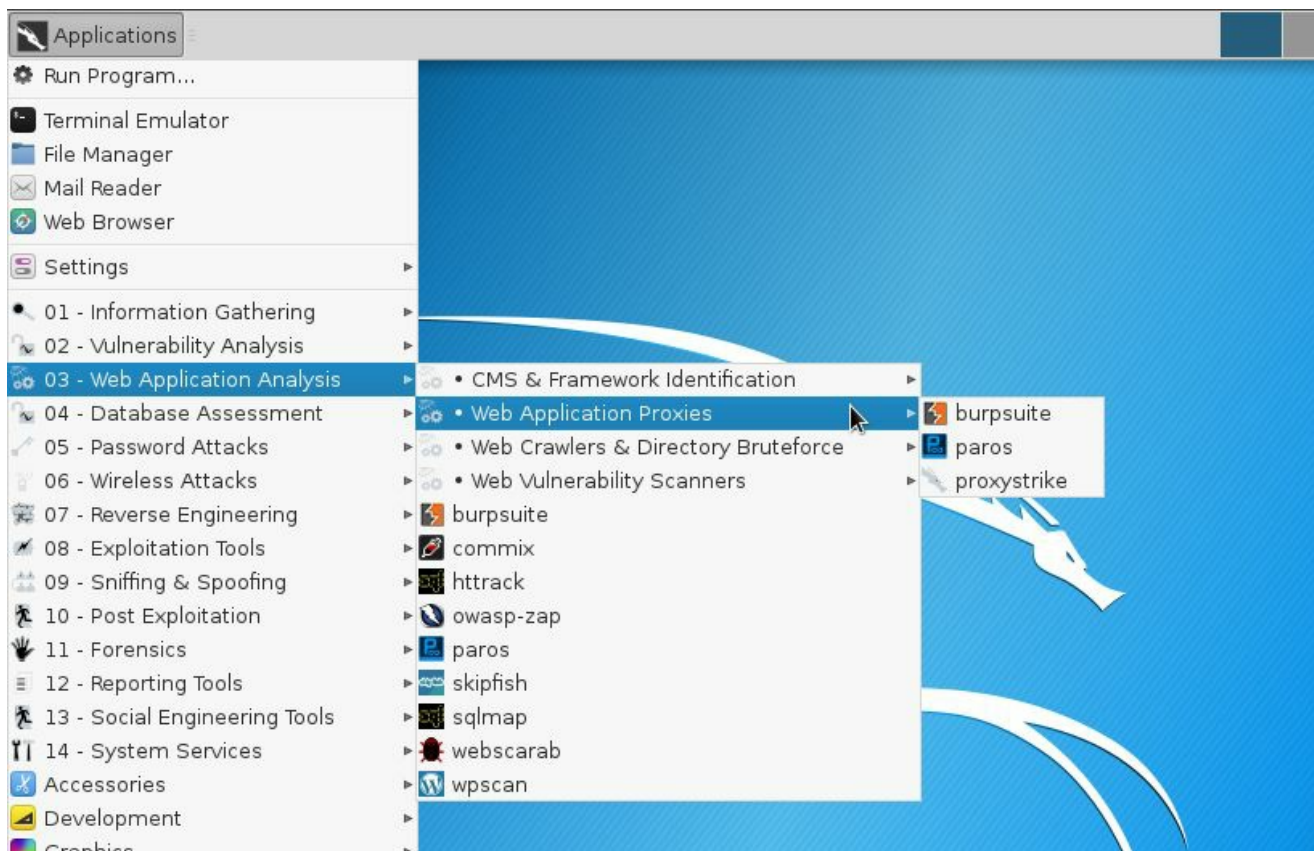 Applications
Run Program...
Terminal Emulator
File Manager
Mail Reader
Web Browser
Settings
01 - Information Gathering
02 - Vulnerability Analysis
03 - Web Application Analysis
04 - Database Assessment
05 - Password Attacks
06 - Wireless Attacks
07 - Reverse Engineering
08 - Exploitation Tools
09 - Sniffing & Spoofing
10 - Post Exploitation
11 - Forensics
12 - Reporting Tools
13 - Social Engineering Tools
14 - System Services
Accessories
Development
Graphics
• CMS & Framework Identification
• Web Application Proxies
• Web Crawlers & Directory Bruteforce
• Web Vulnerability Scanners
burpsuite
commix
httrack
owasp-zap
paros
skipfish
sqlmap
webscarab
wpscan
burpsuite
paros
proxystrike